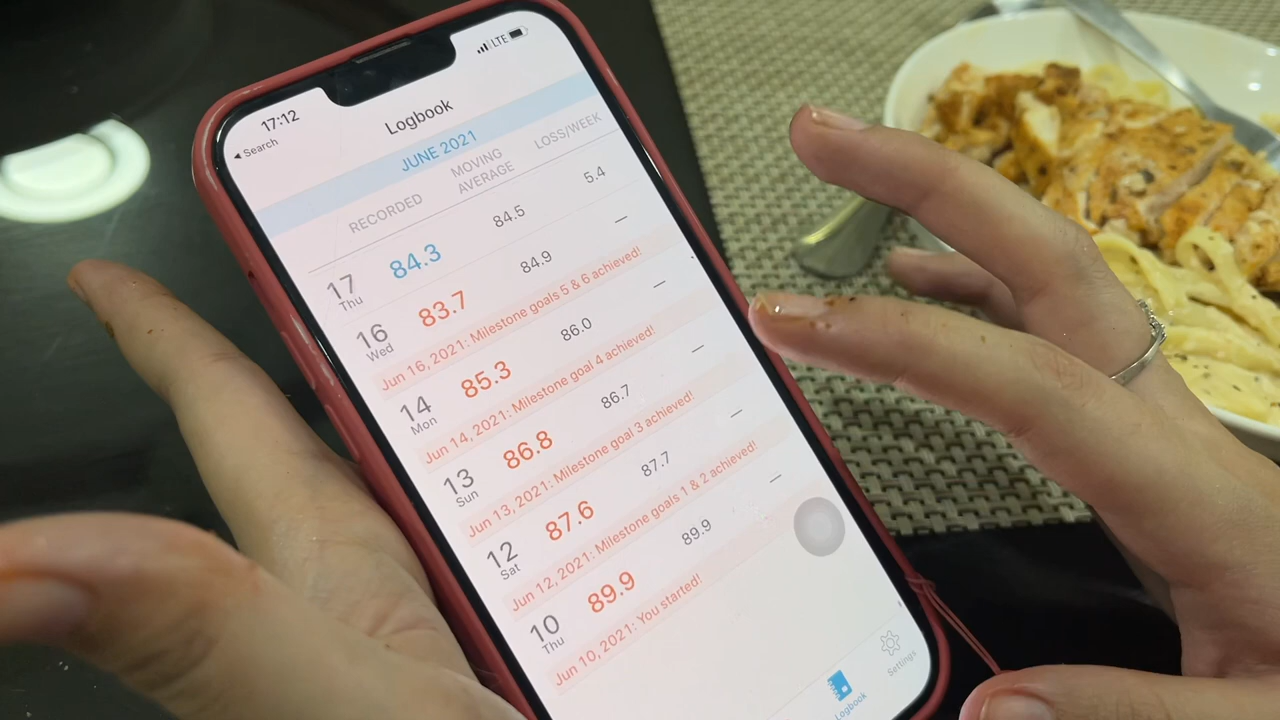 17:12
LTE
◀ Search
Logbook
JUNE 2021
RECORDED MOVING AVERAGE LOSS/WEEK
17 Thu 84.3 84.5 5.4
16 Wed 83.7 84.9 —
Jun 16, 2021: Milestone goals 5 & 6 achieved!
14 Mon 85.3 86.0 —
Jun 14, 2021: Milestone goal 4 achieved!
13 Sun 86.8 86.7 —
Jun 13, 2021: Milestone goal 3 achieved!
12 Sat 87.6 87.7 —
Jun 12, 2021: Milestone goals 1 & 2 achieved!
10 Thu 89.9 89.9 —
Jun 10, 2021: You started!
Logbook
Settings